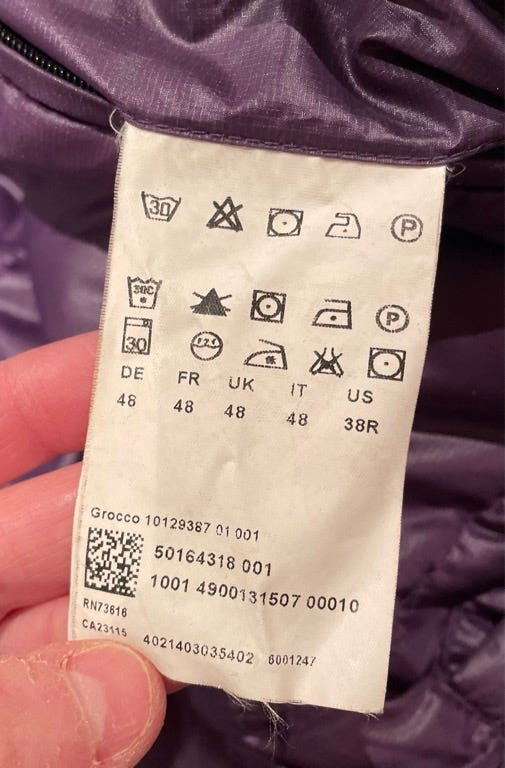 30 P
30C P
30
DE FR UK IT US
48 48 48 48 38R
Grocco 10129387 01 001
50164318 001
1001 4900131507 00010
RN73616
CA23115 4021403035402 6001247